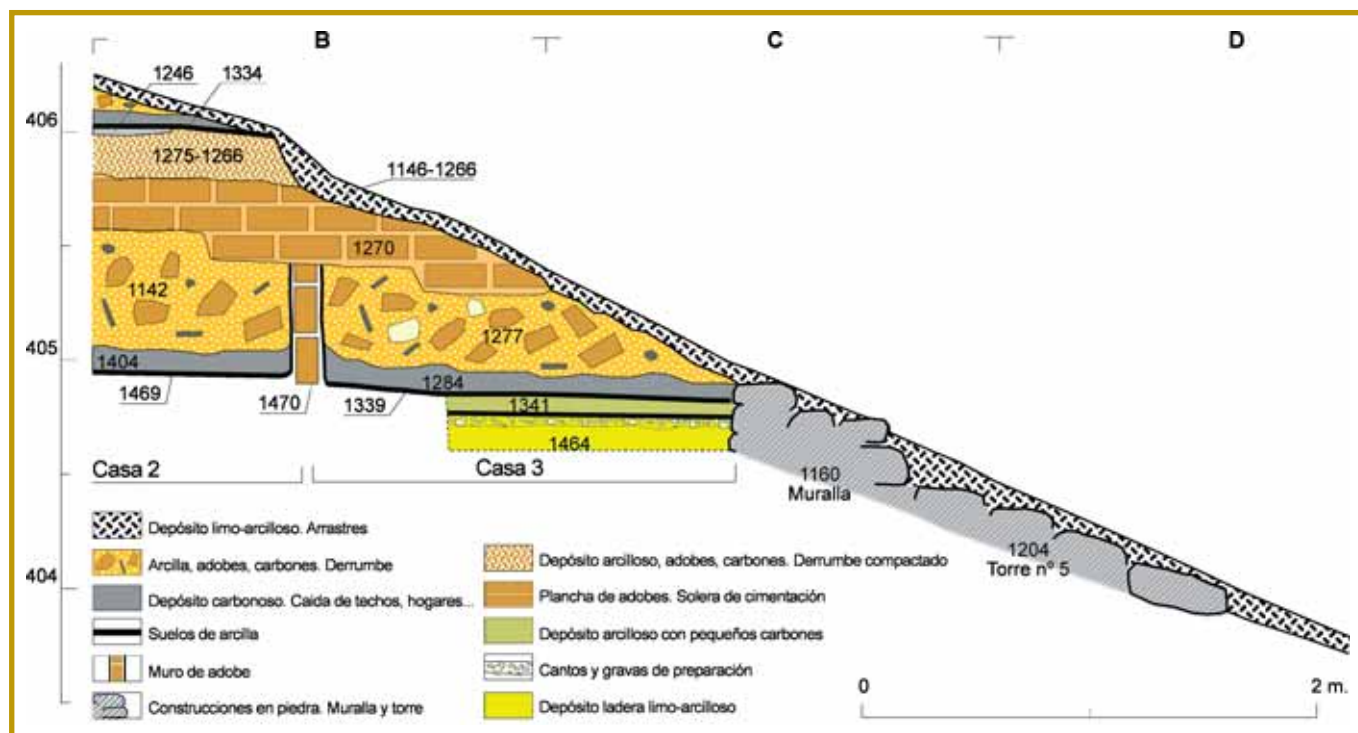 B C D
1246 1334
406
1275-1266
1146-1266
1270
1142
1277
405
1404
1284
1469
1470
1339
1341
1464
Casa 2
Casa 3
1160
Muralla
1204
Torre nº 5
404
Depósito limo-arcilloso. Arrastres
Arcilla, adobes, carbones. Derrumbe
Depósito carbonoso. Caida de techos, hogares...
Suelos de arcilla
Muro de adobe
Construcciones en piedra. Muralla y torre
Depósito arcilloso, adobes, carbones. Derrumbe compactado
Plancha de adobes. Solera de cimentación
Depósito arcilloso con pequeños carbones
Cantos y gravas de preparación
Depósito ladera limo-arcilloso
0 2 m.